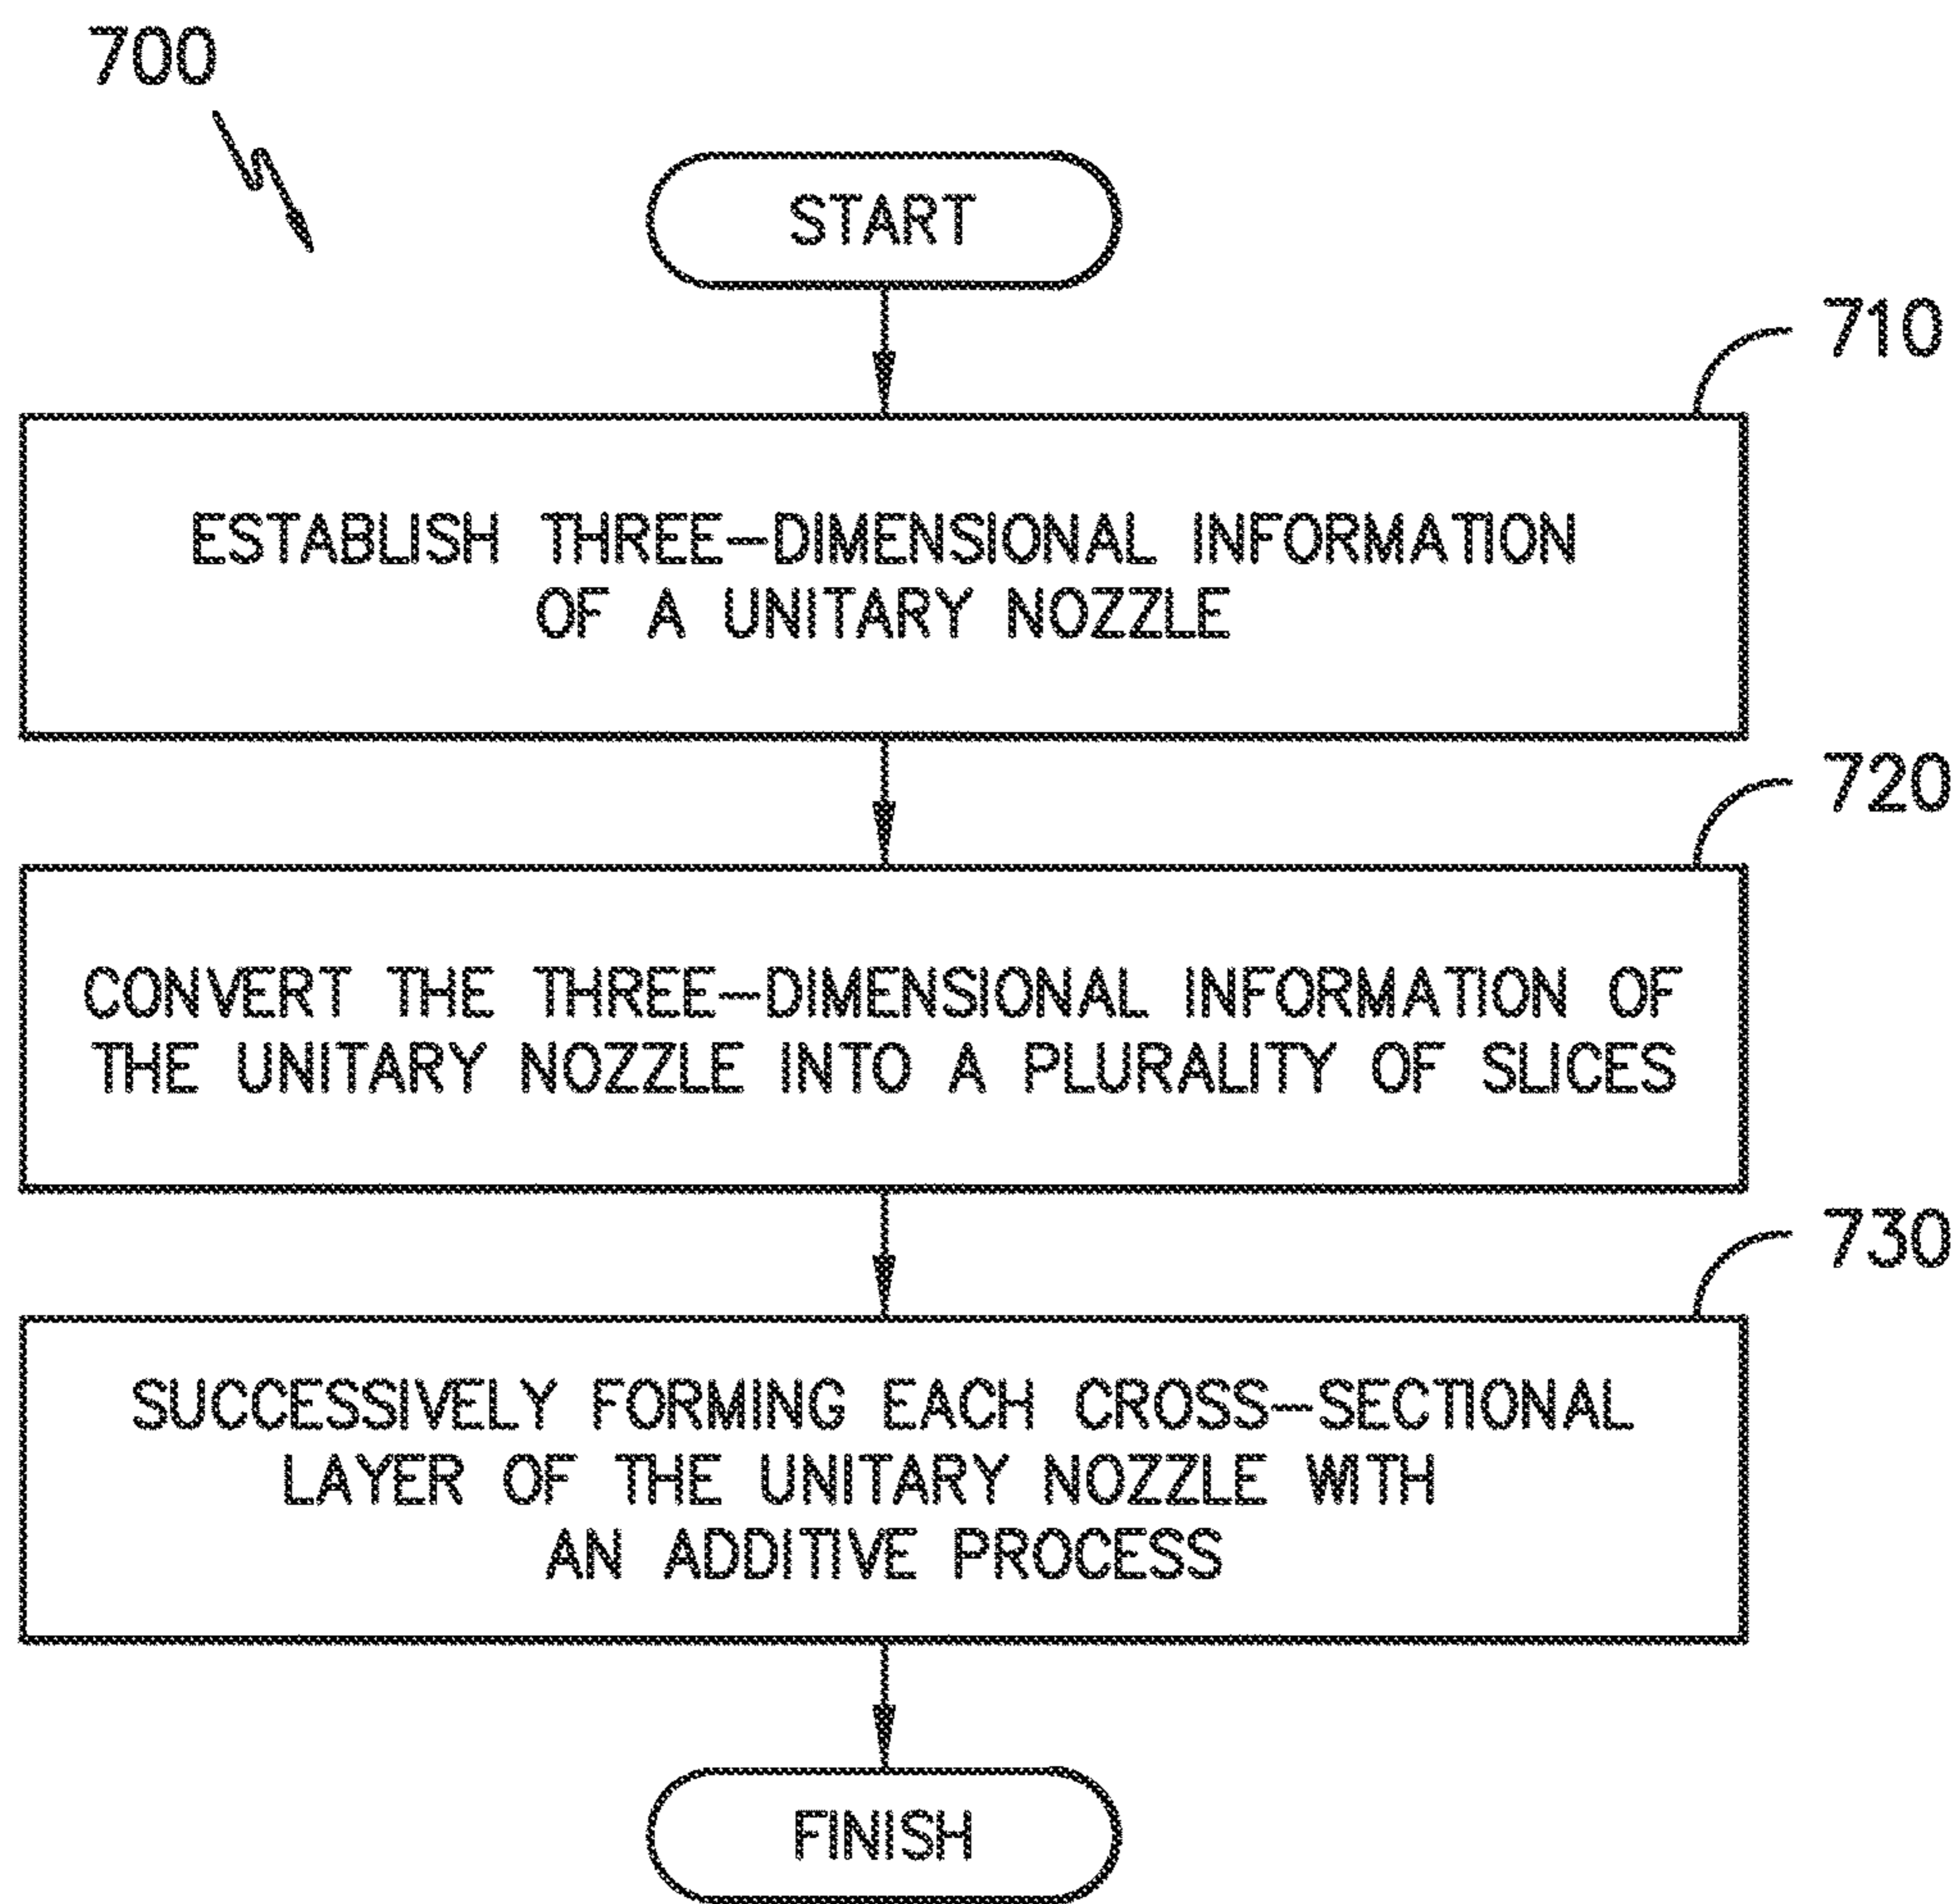 700
START
710
ESTABLISH THREE-DIMENSIONAL INFORMATION
OF A UNITARY NOZZLE
720
CONVERT THE THREE-DIMENSIONAL INFORMATION OF
THE UNITARY NOZZLE INTO A PLURALITY OF SLICES
730
SUCCESSIVELY FORMING EACH CROSS-SECTIONAL
LAYER OF THE UNITARY NOZZLE WITH
AN ADDITIVE PROCESS
FINISH